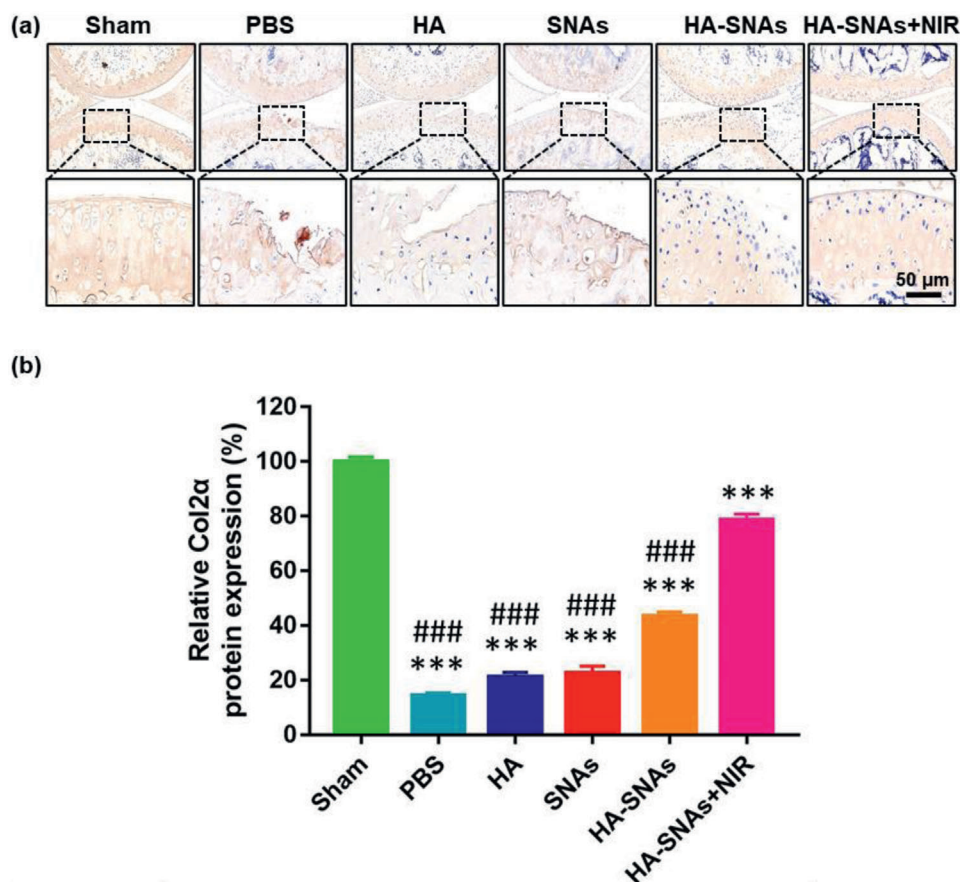 (a) Sham PBS HA SNAs HA-SNAs HA-SNAs+NIR
50 μm
(b)
Relative Col2α
protein expression (%)
120
100
80
60
40
20
0
###
***
###
***
###
***
###
***
***
Sham
PBS
HA
SNAs
HA-SNAs
HA-SNAs+NIR